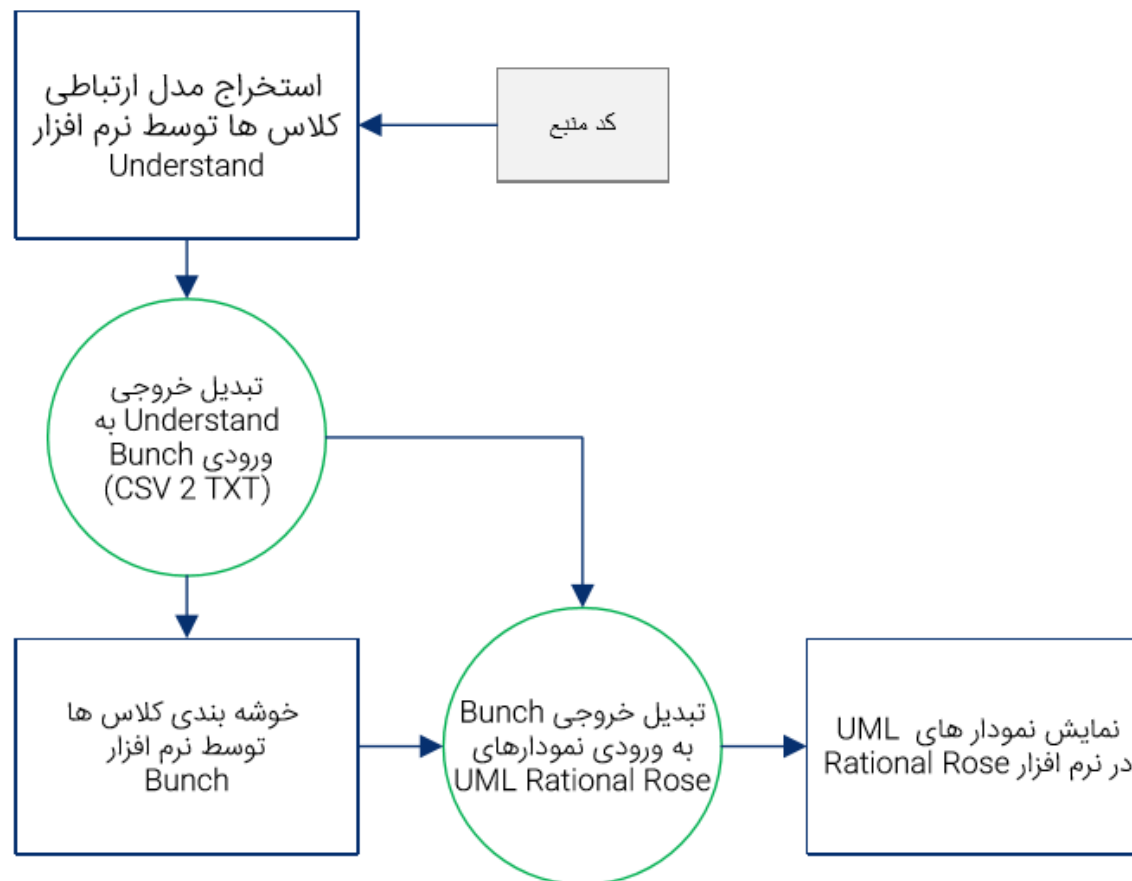 استخراج مدل ارتباطی
کلاس ها توسط نرم افزار
Understand
کد منبع
تبدیل خروجی
Understand به
ورودی Bunch
(CSV 2 TXT)
خوشه بندی کلاس ها
توسط نرم افزار
Bunch
تبدیل خروجی Bunch
به ورودی نمودارهای
UML Rational Rose
نمایش نمودار های UML
در نرم افزار Rational Rose